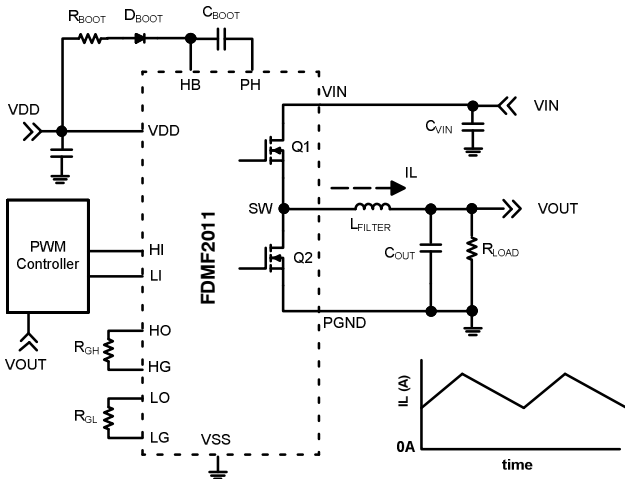 RBOOT
DBOOT
CBOOT
HB
PH
VIN
VIN
VDD
VDD
CVIN
Q1
IL
SW
VOUT
LFILTER
PWM
Controller
HI
LI
FDMF2011
Q2
COUT
RLOAD
PGND
VOUT
RGH
HO
HG
RGL
LO
LG
VSS
IL (A)
0A
time